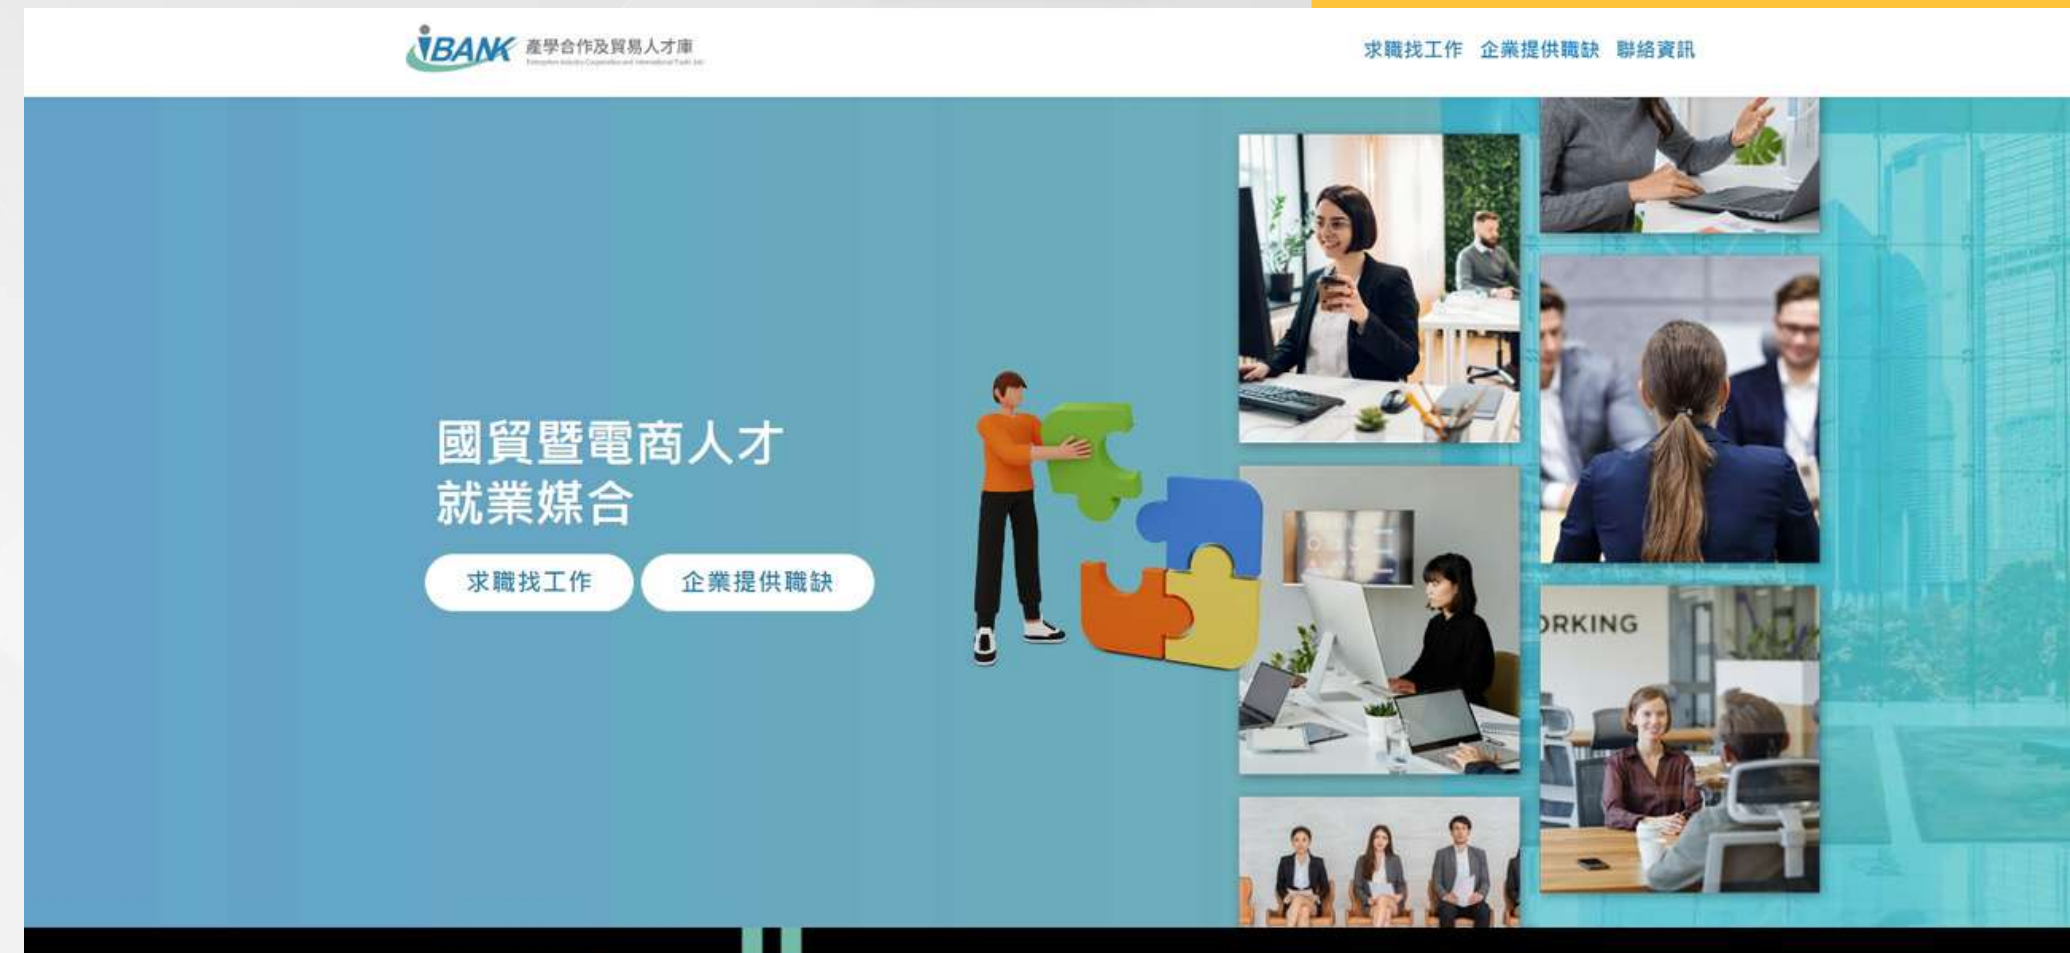 iBANK 產學合作及貿易人才庫
求職找工作 企業提供職缺 聯絡資訊
國貿暨電商人才
就業媒合
求職找工作 企業提供職缺
ORKING